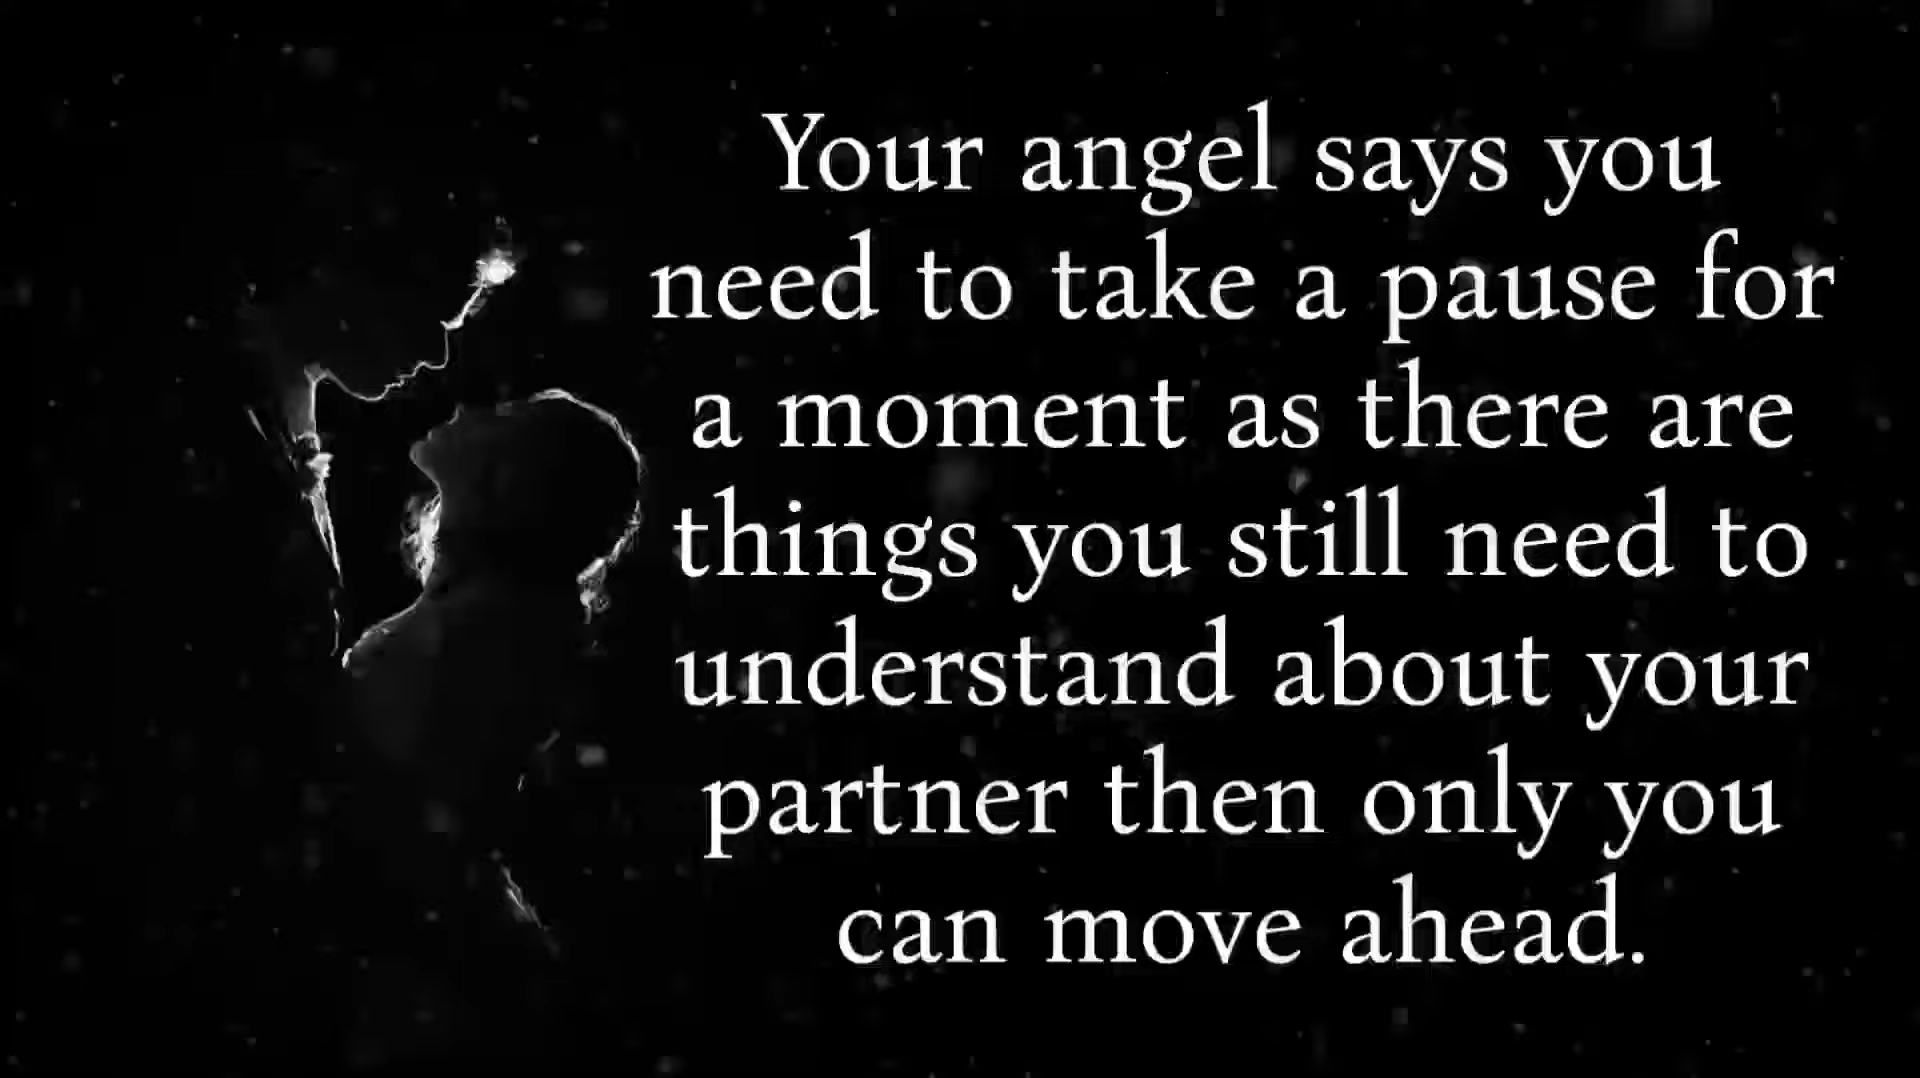 Your angel says you
need to take a pause for
a moment as there are
things you still need to
understand about your
partner then only you
can move ahead.